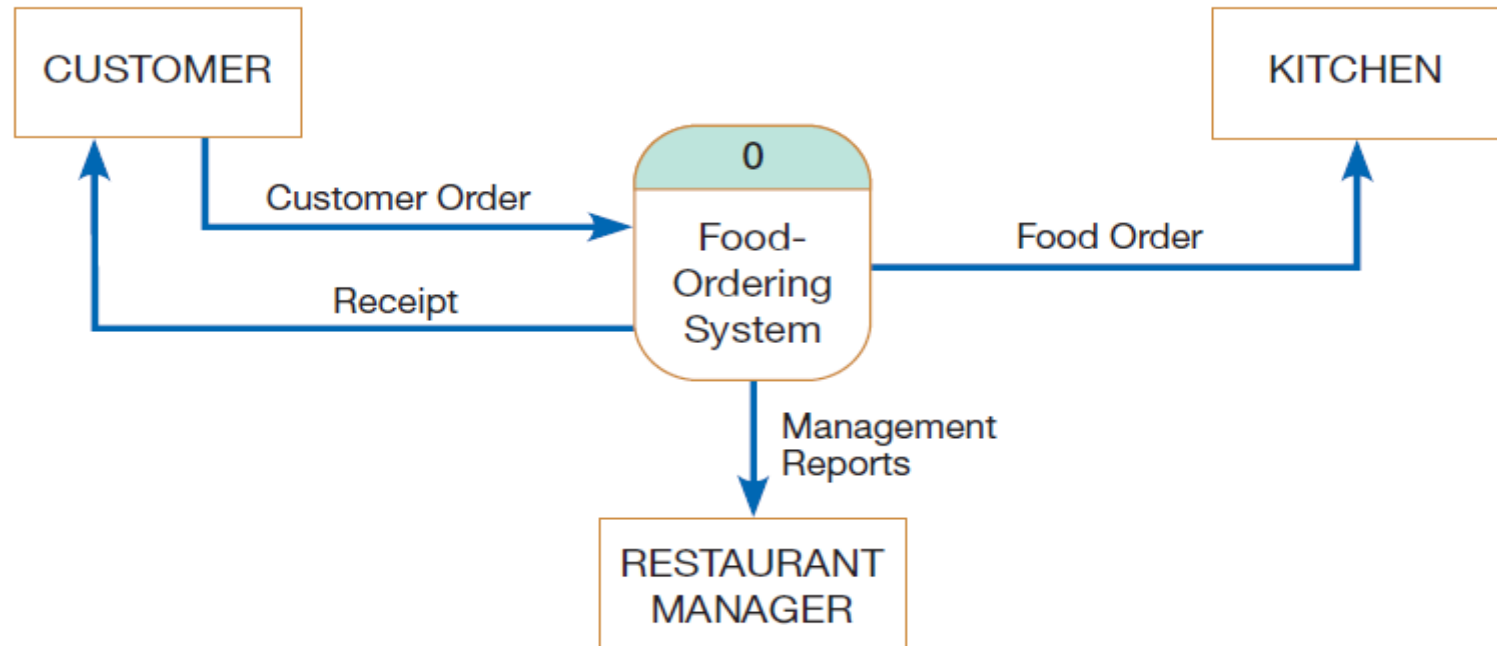 CUSTOMER
KITCHEN
0
Customer Order
Food-
Ordering
System
Food Order
Receipt
Management
Reports
RESTAURANT
MANAGER